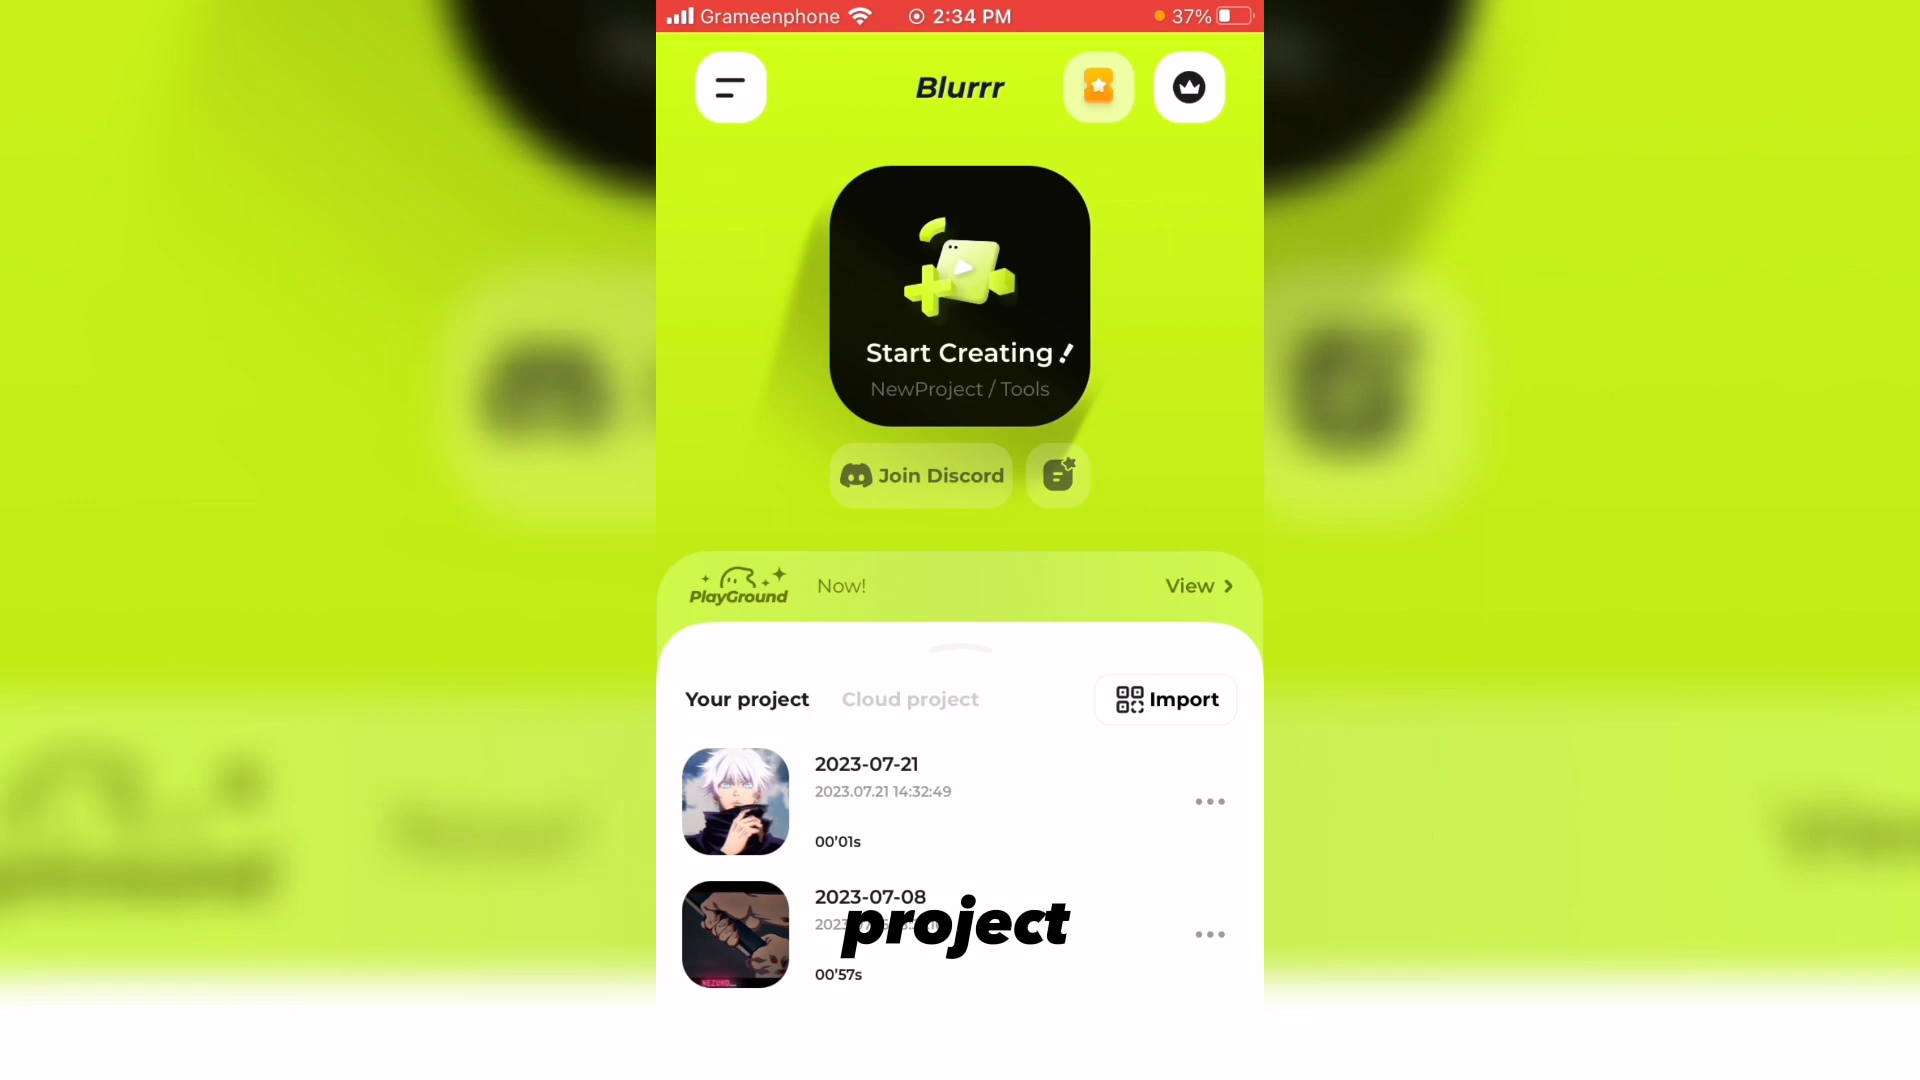 Grameenphone 2:34 PM 37%
Blurrr
Start Creating!
NewProject / Tools
Join Discord
PlayGround Now! View
Your project Cloud project Import
2023-07-21
2023.07.21 14:32:49
00'01s
2023-07-08
project
00'57s